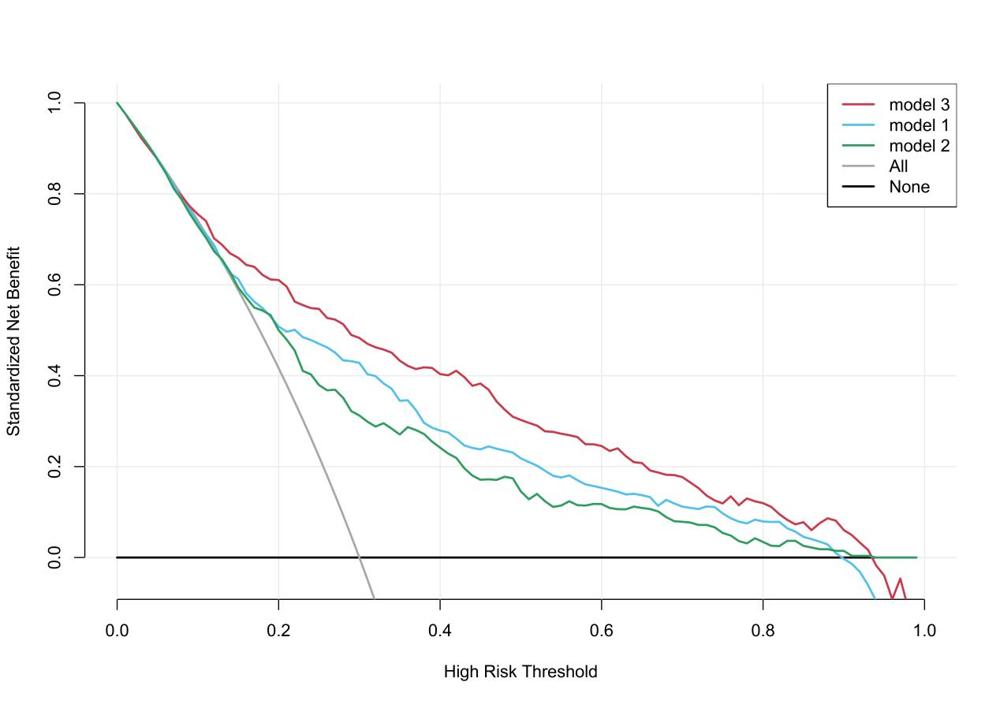 model 3
model 1
model 2
All
None
Standardized Net Benefit
1.0
0.8
0.6
0.4
0.2
0.0
0.0 0.2 0.4 0.6 0.8 1.0
High Risk Threshold